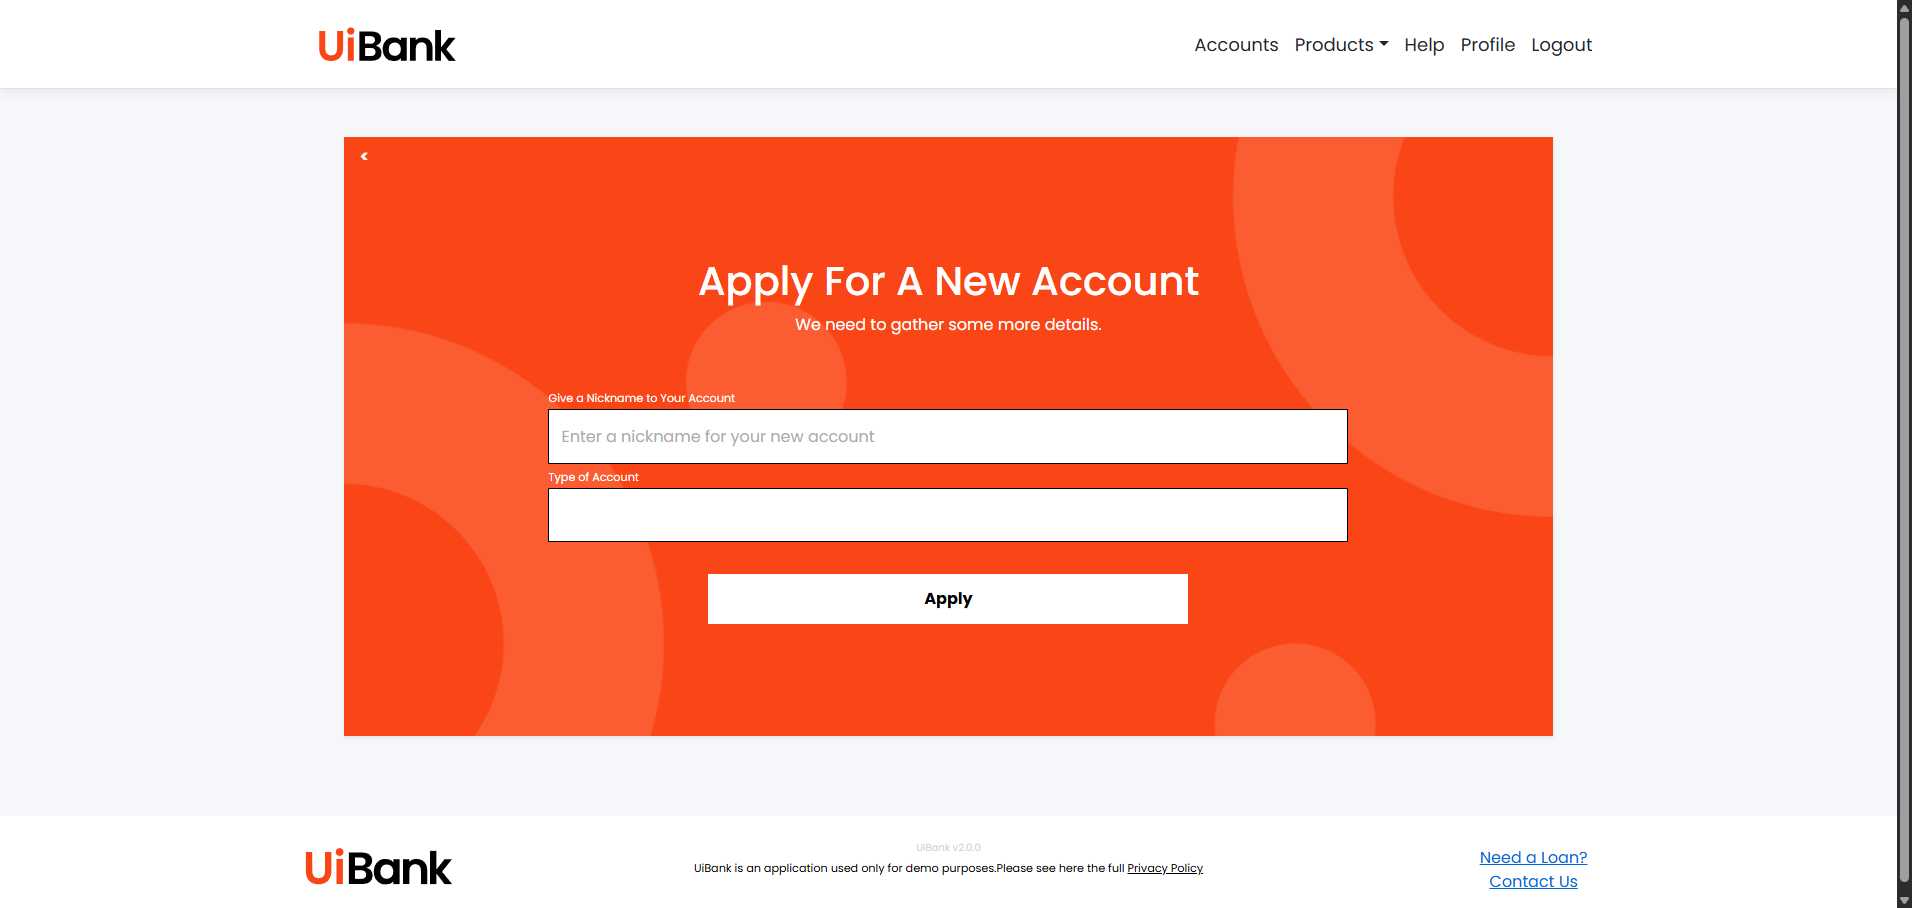 UiBank
Accounts Products Help Profile Logout
<
Apply For A New Account
We need to gather some more details.
Give a Nickname to Your Account
Enter a nickname for your new account
Type of Account
Apply
UiBank
UiBank v2.0.0
UiBank is an application used only for demo purposes.Please see here the full Privacy Policy
Need a Loan?
Contact Us